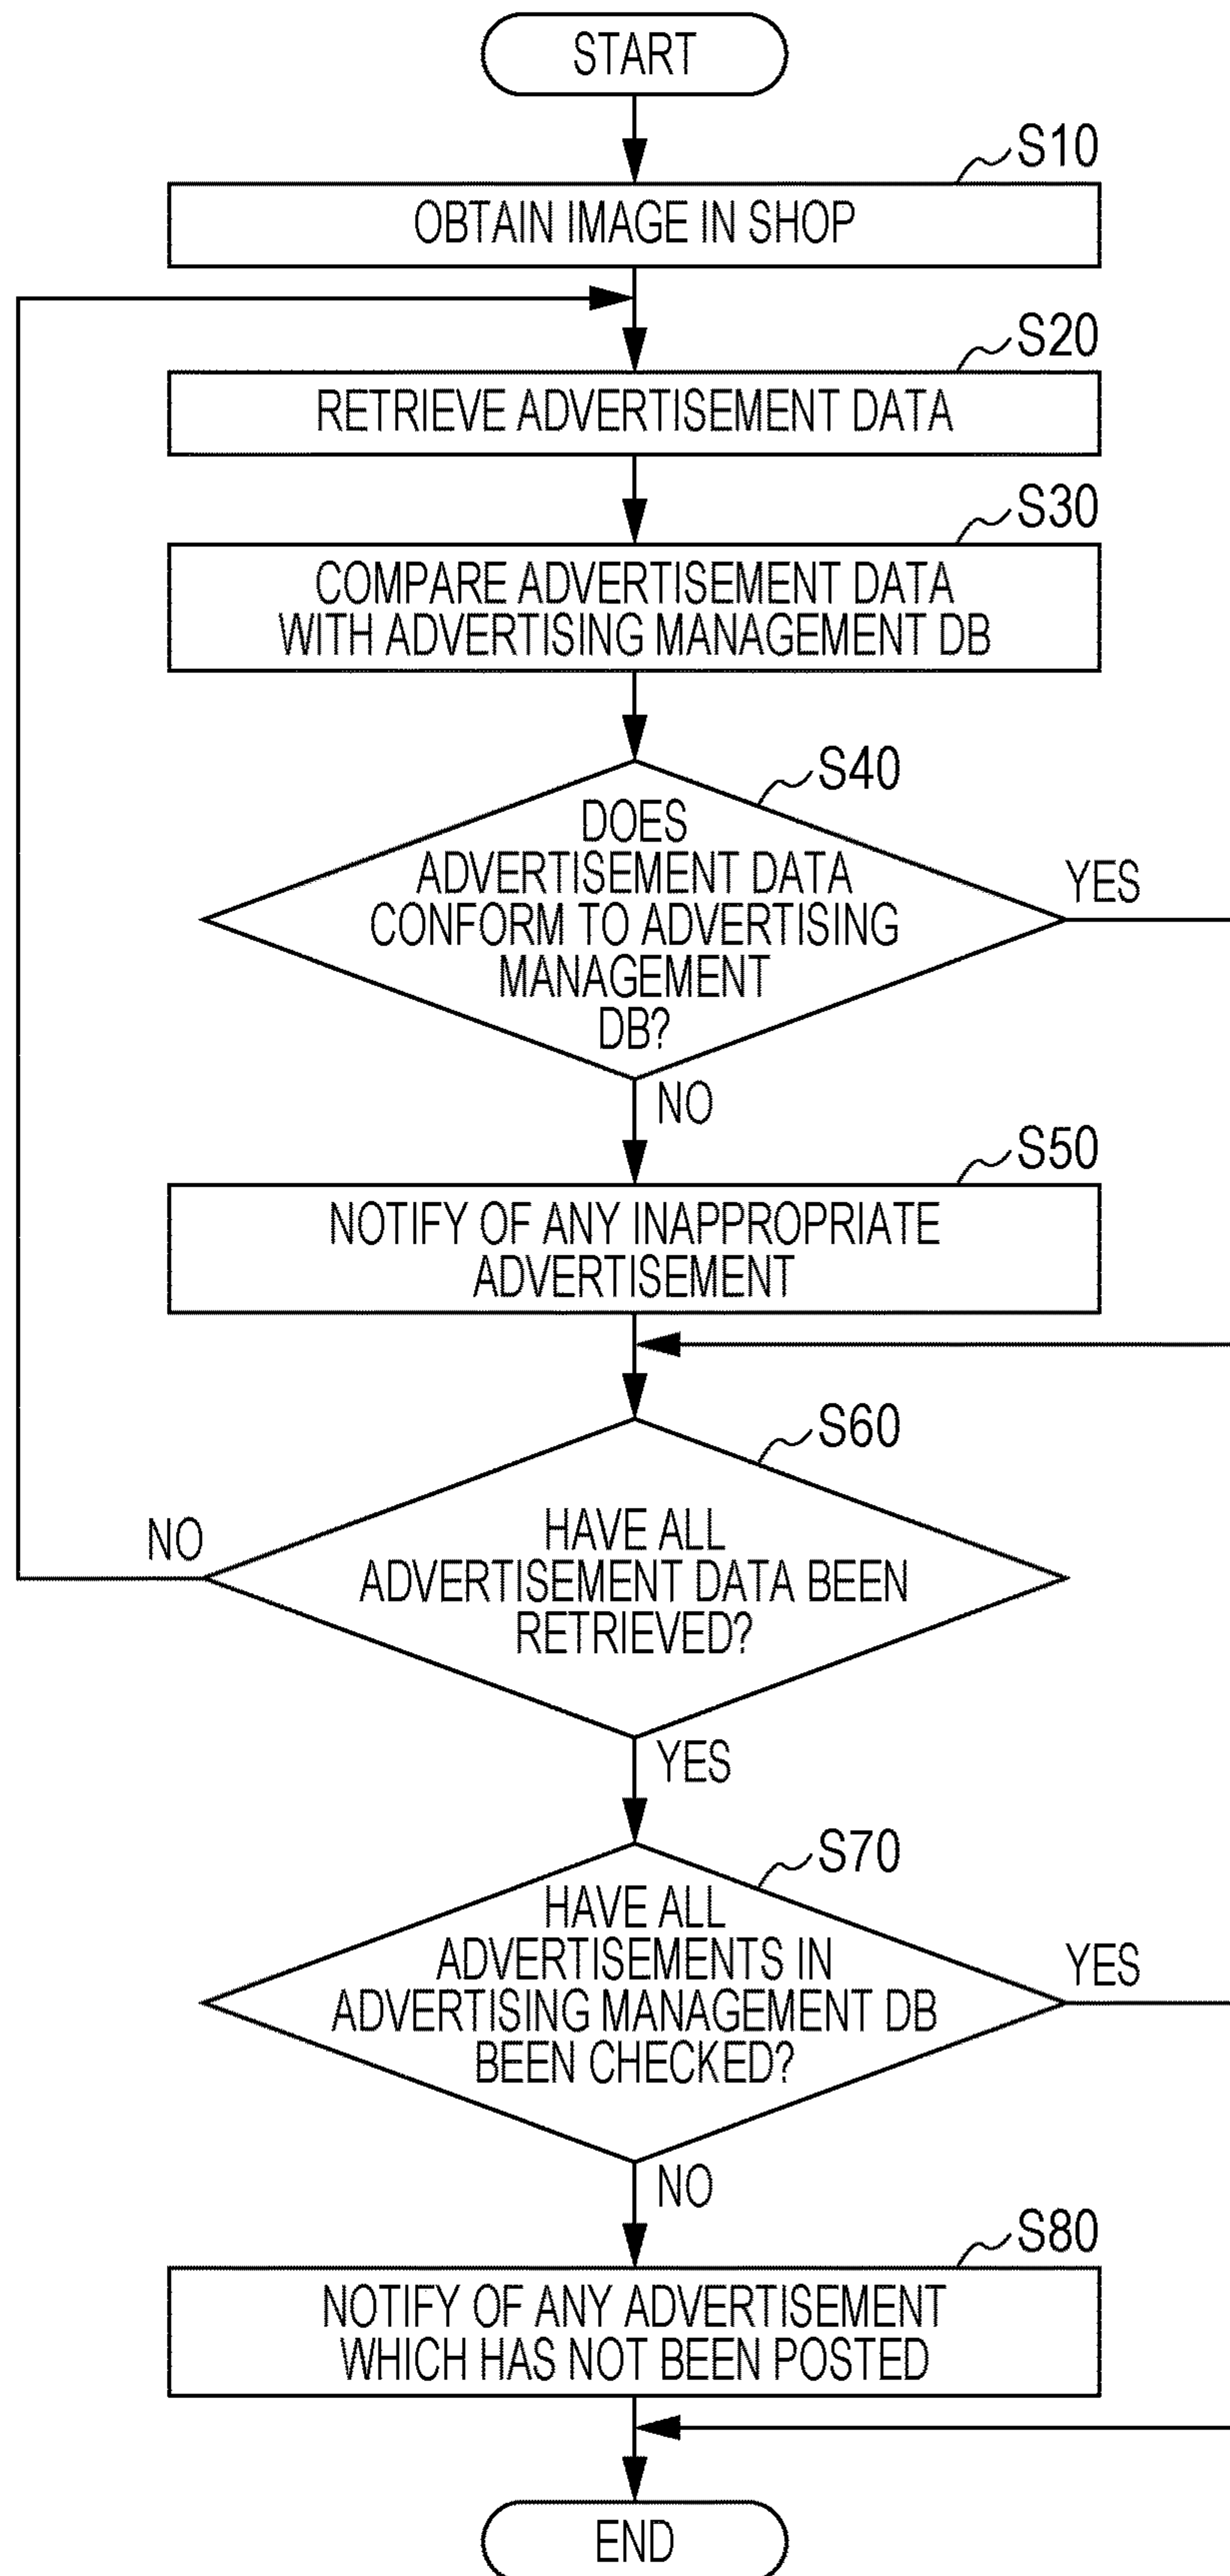 START
S10
OBTAIN IMAGE IN SHOP
S20
RETRIEVE ADVERTISEMENT DATA
S30
COMPARE ADVERTISEMENT DATA
WITH ADVERTISING MANAGEMENT DB
S40
DOES
ADVERTISEMENT DATA
CONFORM TO ADVERTISING
MANAGEMENT
DB?
YES
NO
S50
NOTIFY OF ANY INAPPROPRIATE
ADVERTISEMENT
S60
HAVE ALL
ADVERTISEMENT DATA BEEN
RETRIEVED?
NO
YES
S70
HAVE ALL
ADVERTISEMENTS IN
ADVERTISING MANAGEMENT DB
BEEN CHECKED?
YES
NO
S80
NOTIFY OF ANY ADVERTISEMENT
WHICH HAS NOT BEEN POSTED
END